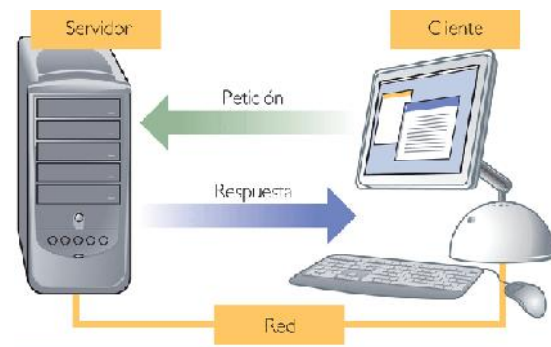 Servidor
Cliente
Petición
Respuesta
Red